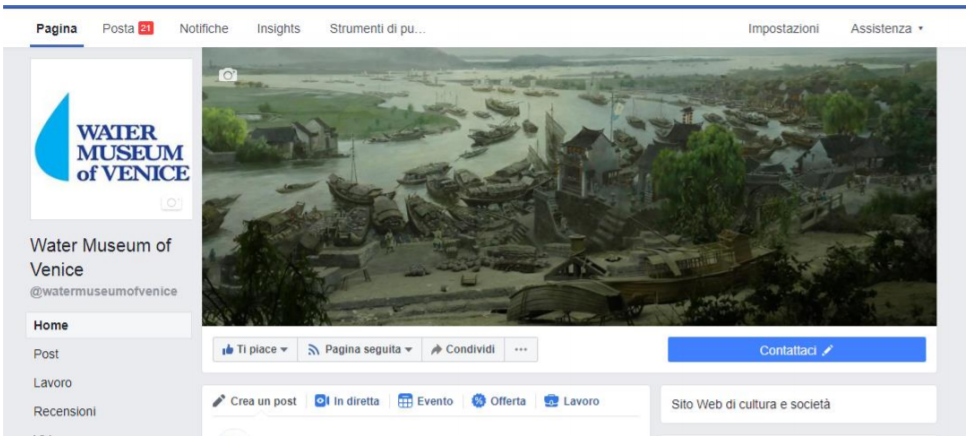 Pagina Posta 21 Notifiche Insights Strumenti di pu... Impostazioni Assistenza
WATER
MUSEUM
of VENICE
Water Museum of
Venice
@watermuseumofvenice
Home
Post
Lavoro
Recensioni
Ti piace Pagina seguita Condividi ... Contattaci
Crea un post In diretta Evento Offerta Lavoro
Sito Web di cultura e società